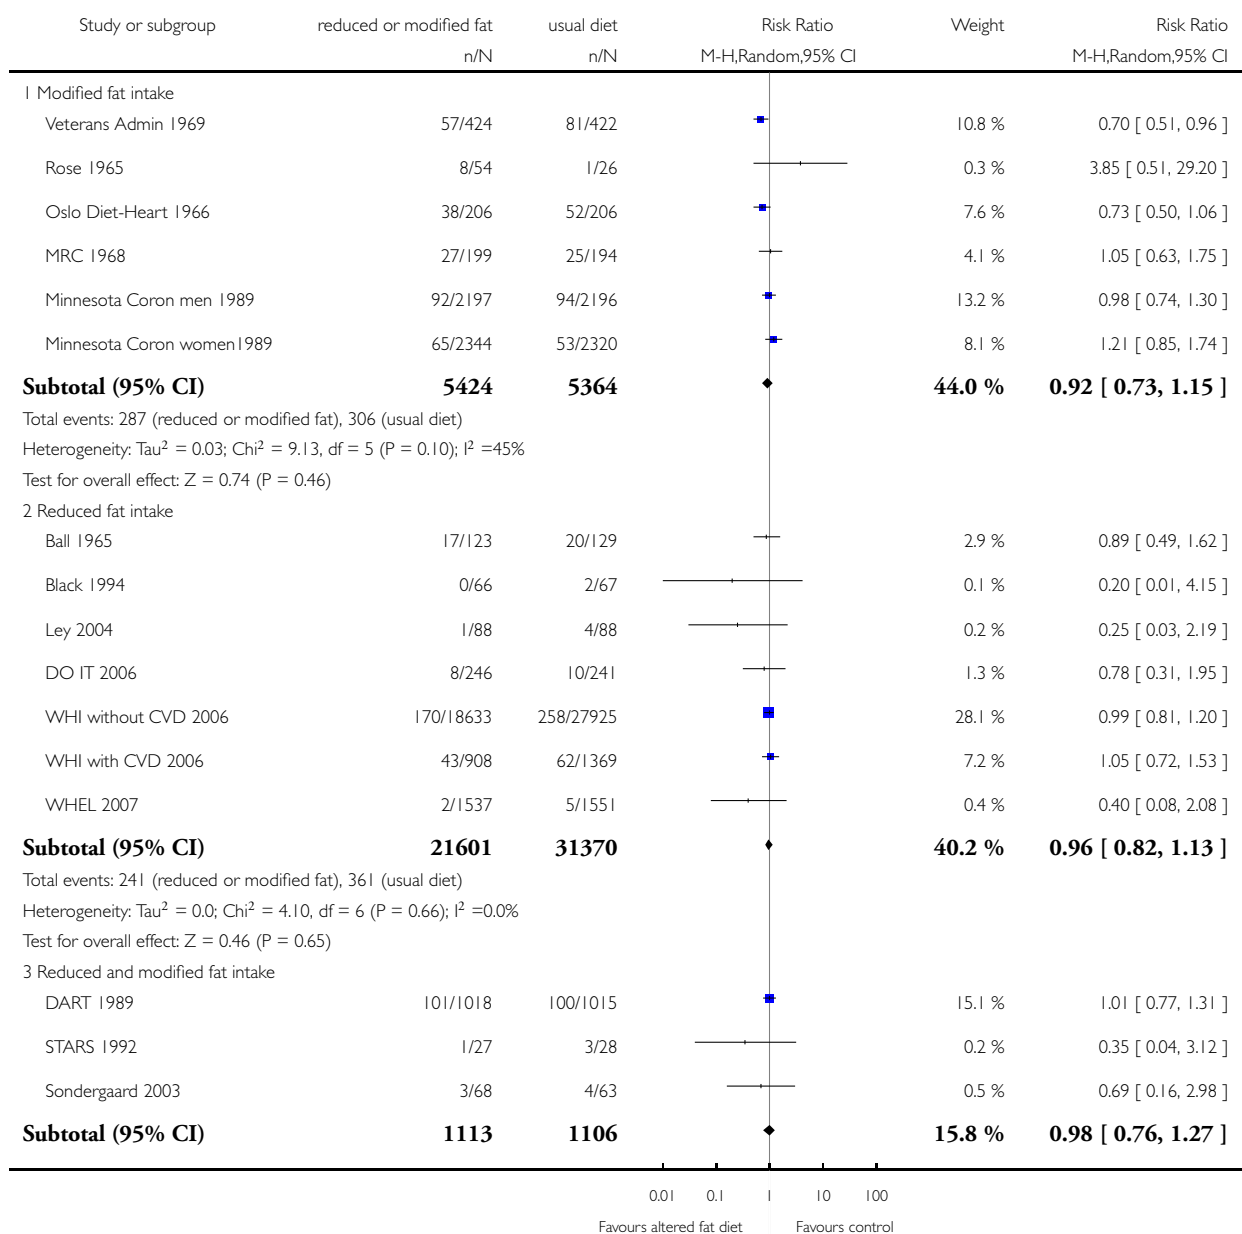 Study or subgroup reduced or modified fat usual diet Risk Ratio Weight Risk Ratio
n/N n/N M-H,Random,95% CI M-H,Random,95% CI
1 Modified fat intake
Veterans Admin 1969 57/424 81/422 10.8 % 0.70 [ 0.51, 0.96 ]
Rose 1965 8/54 1/26 0.3 % 3.85 [ 0.51, 29.20 ]
Oslo Diet-Heart 1966 38/206 52/206 7.6 % 0.73 [ 0.50, 1.06 ]
MRC 1968 27/199 25/194 4.1 % 1.05 [ 0.63, 1.75 ]
Minnesota Coron men 1989 92/2197 94/2196 13.2 % 0.98 [ 0.74, 1.30 ]
Minnesota Coron women1989 65/2344 53/2320 8.1 % 1.21 [ 0.85, 1.74 ]
Subtotal (95% CI) 5424 5364 44.0 % 0.92 [ 0.73, 1.15 ]
Total events: 287 (reduced or modified fat), 306 (usual diet)
Heterogeneity: Tau² = 0.03; Chi² = 9.13, df = 5 (P = 0.10); I² =45%
Test for overall effect: Z = 0.74 (P = 0.46)
2 Reduced fat intake
Ball 1965 17/123 20/129 2.9 % 0.89 [ 0.49, 1.62 ]
Black 1994 0/66 2/67 0.1 % 0.20 [ 0.01, 4.15 ]
Ley 2004 1/88 4/88 0.2 % 0.25 [ 0.03, 2.19 ]
DO IT 2006 8/246 10/241 1.3 % 0.78 [ 0.31, 1.95 ]
WHI without CVD 2006 170/18633 258/27925 28.1 % 0.99 [ 0.81, 1.20 ]
WHI with CVD 2006 43/908 62/1369 7.2 % 1.05 [ 0.72, 1.53 ]
WHEL 2007 2/1537 5/1551 0.4 % 0.40 [ 0.08, 2.08 ]
Subtotal (95% CI) 21601 31370 40.2 % 0.96 [ 0.82, 1.13 ]
Total events: 241 (reduced or modified fat), 361 (usual diet)
Heterogeneity: Tau² = 0.0; Chi² = 4.10, df = 6 (P = 0.66); I² =0.0%
Test for overall effect: Z = 0.46 (P = 0.65)
3 Reduced and modified fat intake
DART 1989 101/1018 100/1015 15.1 % 1.01 [ 0.77, 1.31 ]
STARS 1992 1/27 3/28 0.2 % 0.35 [ 0.04, 3.12 ]
Sondergaard 2003 3/68 4/63 0.5 % 0.69 [ 0.16, 2.98 ]
Subtotal (95% CI) 1113 1106 15.8 % 0.98 [ 0.76, 1.27 ]
0.01 0.1 1 10 100
Favours altered fat diet Favours control